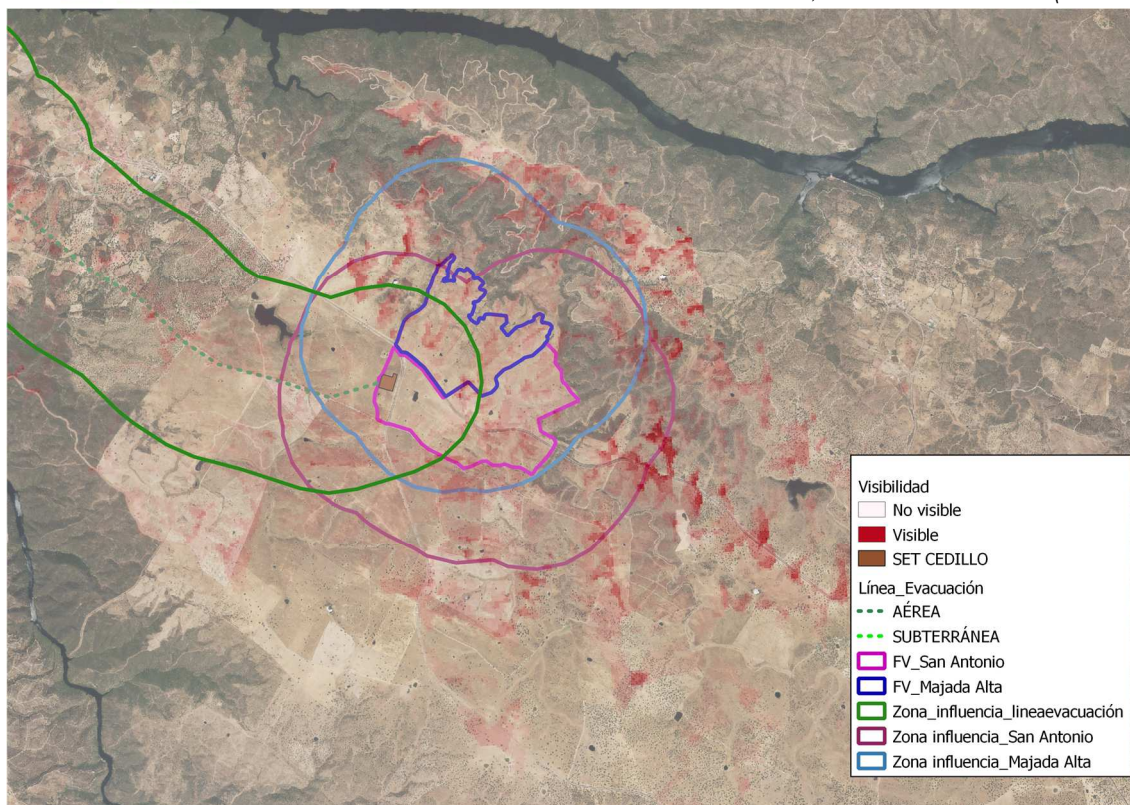 Visibilidad
No visible
Visible
SET CEDILLO
Línea_Evacuación
AÉREA
SUBTERRÁNEA
FV_San Antonio
FV_Majada Alta
Zona_influencia_lineaevacuación
Zona influencia_San Antonio
Zona influencia_Majada Alta